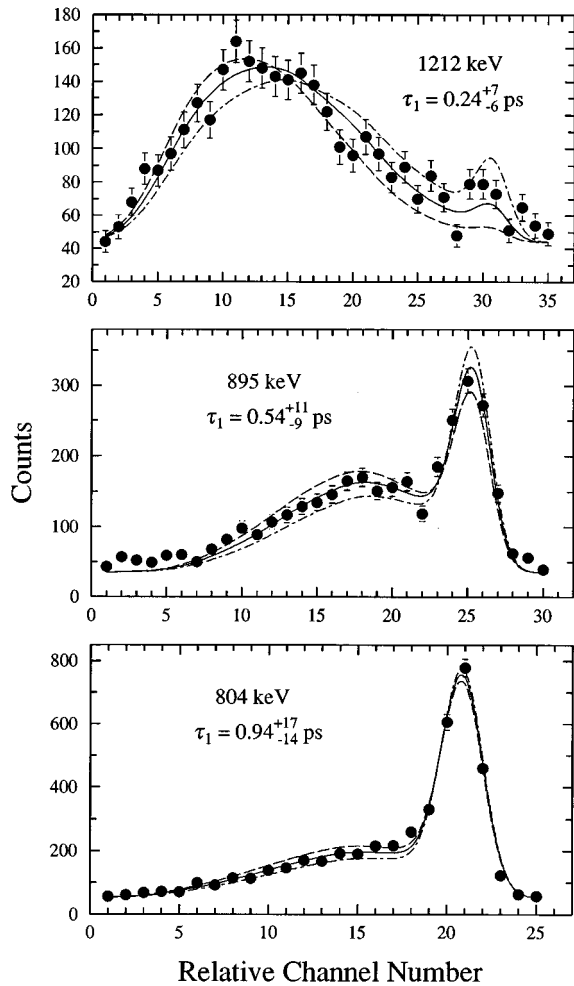 180
160
140
120
100
80
60
40
20
1212 keV
τ₁ = 0.24 +7 -6 ps
0 5 10 15 20 25 30 35
Counts
300
200
100
0
895 keV
τ₁ = 0.54 +11 -9 ps
0 5 10 15 20 25 30
800
600
400
200
0
804 keV
τ₁ = 0.94 +17 -14 ps
0 5 10 15 20 25
Relative Channel Number